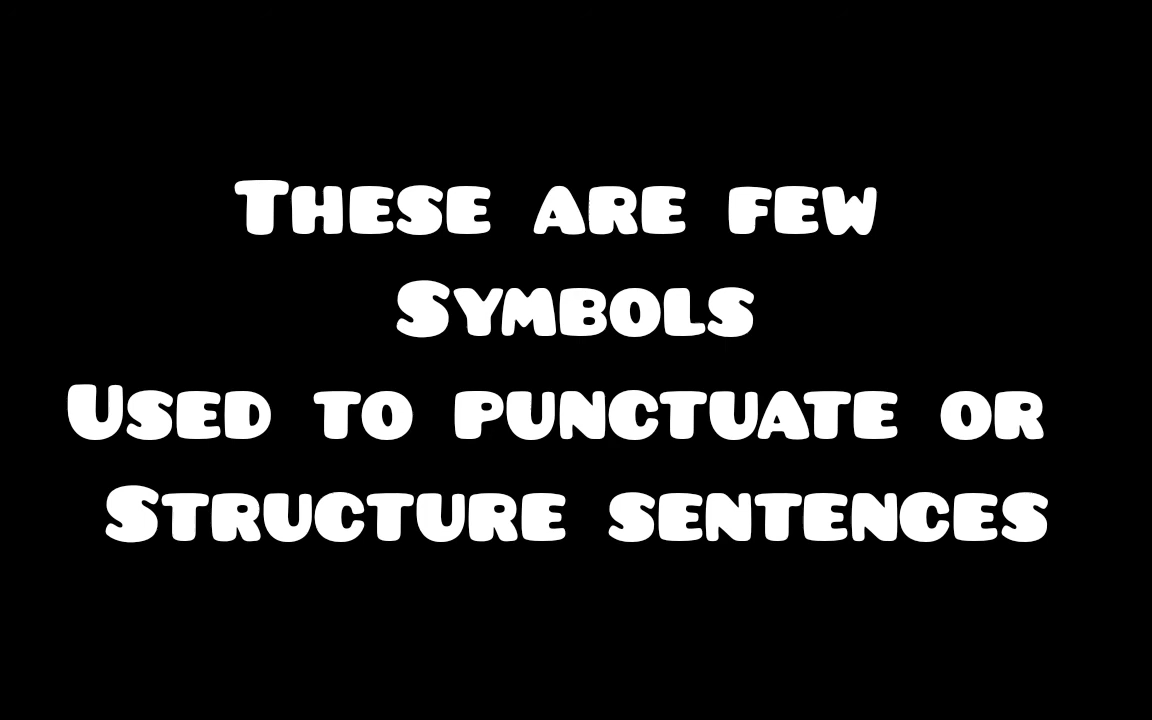 These are few
Symbols
Used to punctuate or
Structure sentences